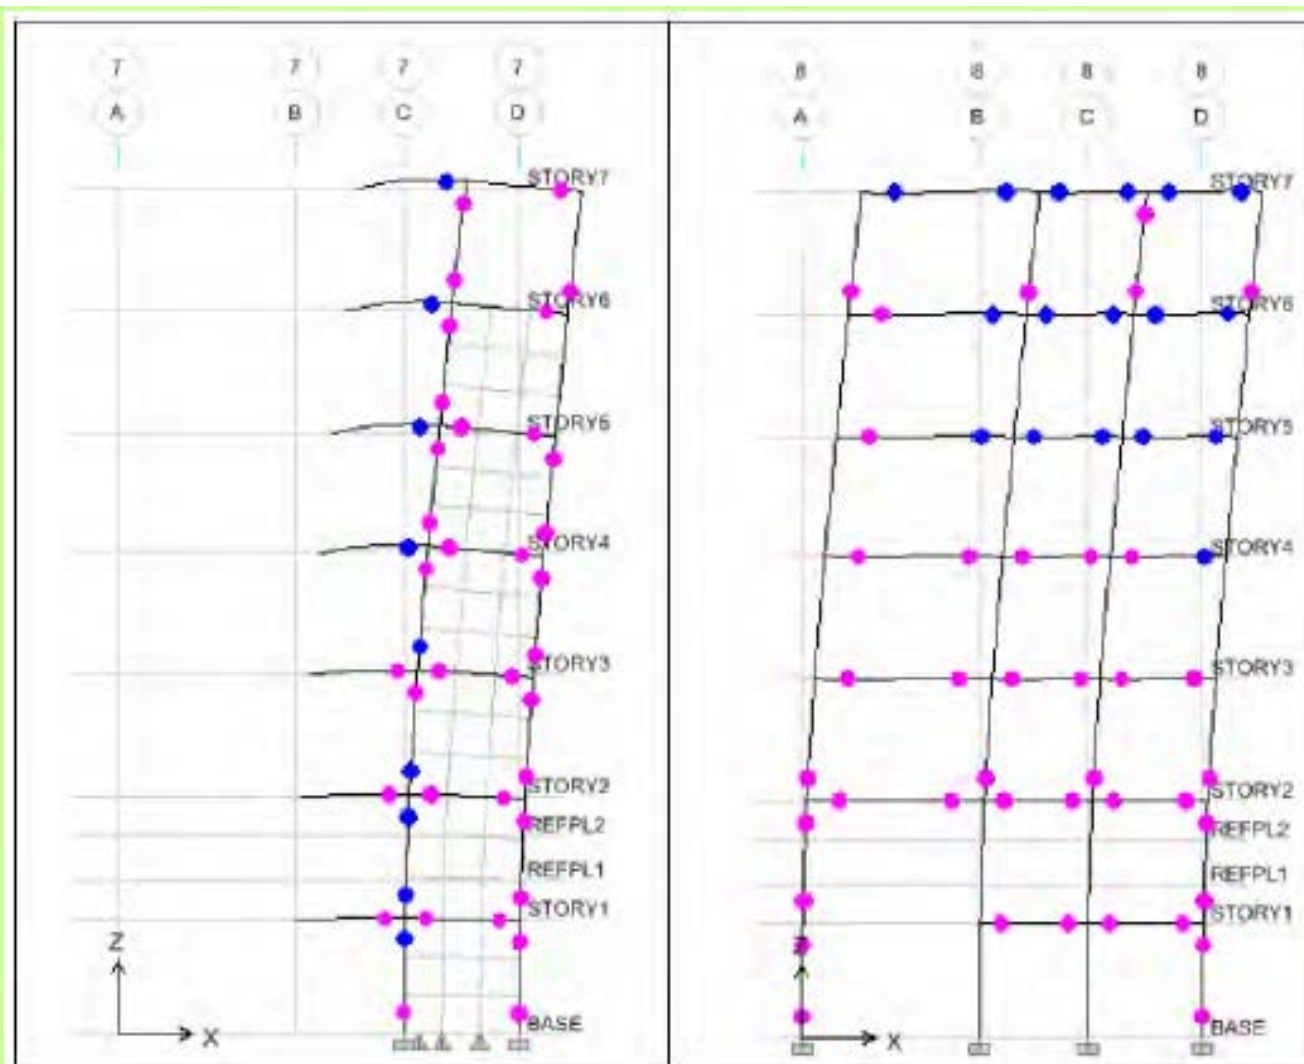 7 7 7 7
A B C D
STORY7
STORY6
STORY5
STORY4
STORY3
STORY2
REFPL2
REFPL1
STORY1
Z
X
BASE
8 8 8 8
A B C D
STORY7
STORY6
STORY5
STORY4
STORY3
STORY2
REFPL2
REFPL1
STORY1
Z
X
BASE